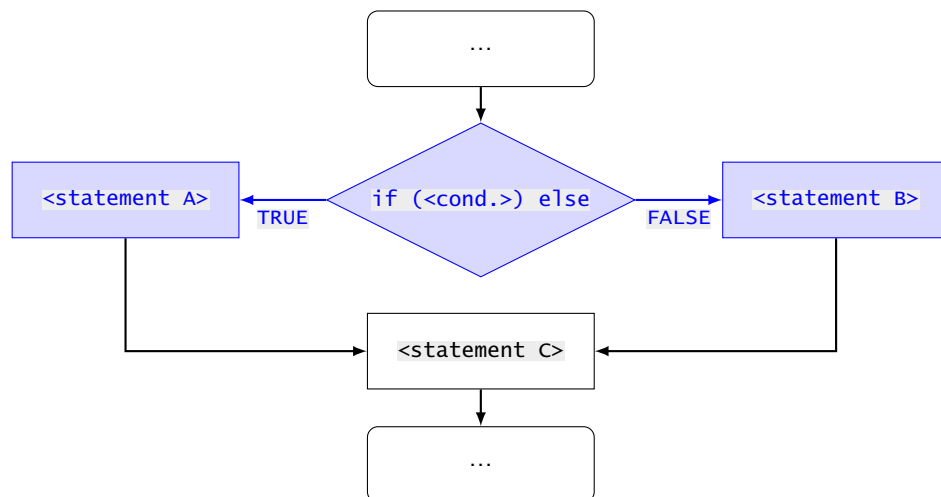 ...
<statement A>
if (<cond.>) else
<statement B>
TRUE
FALSE
<statement C>
...